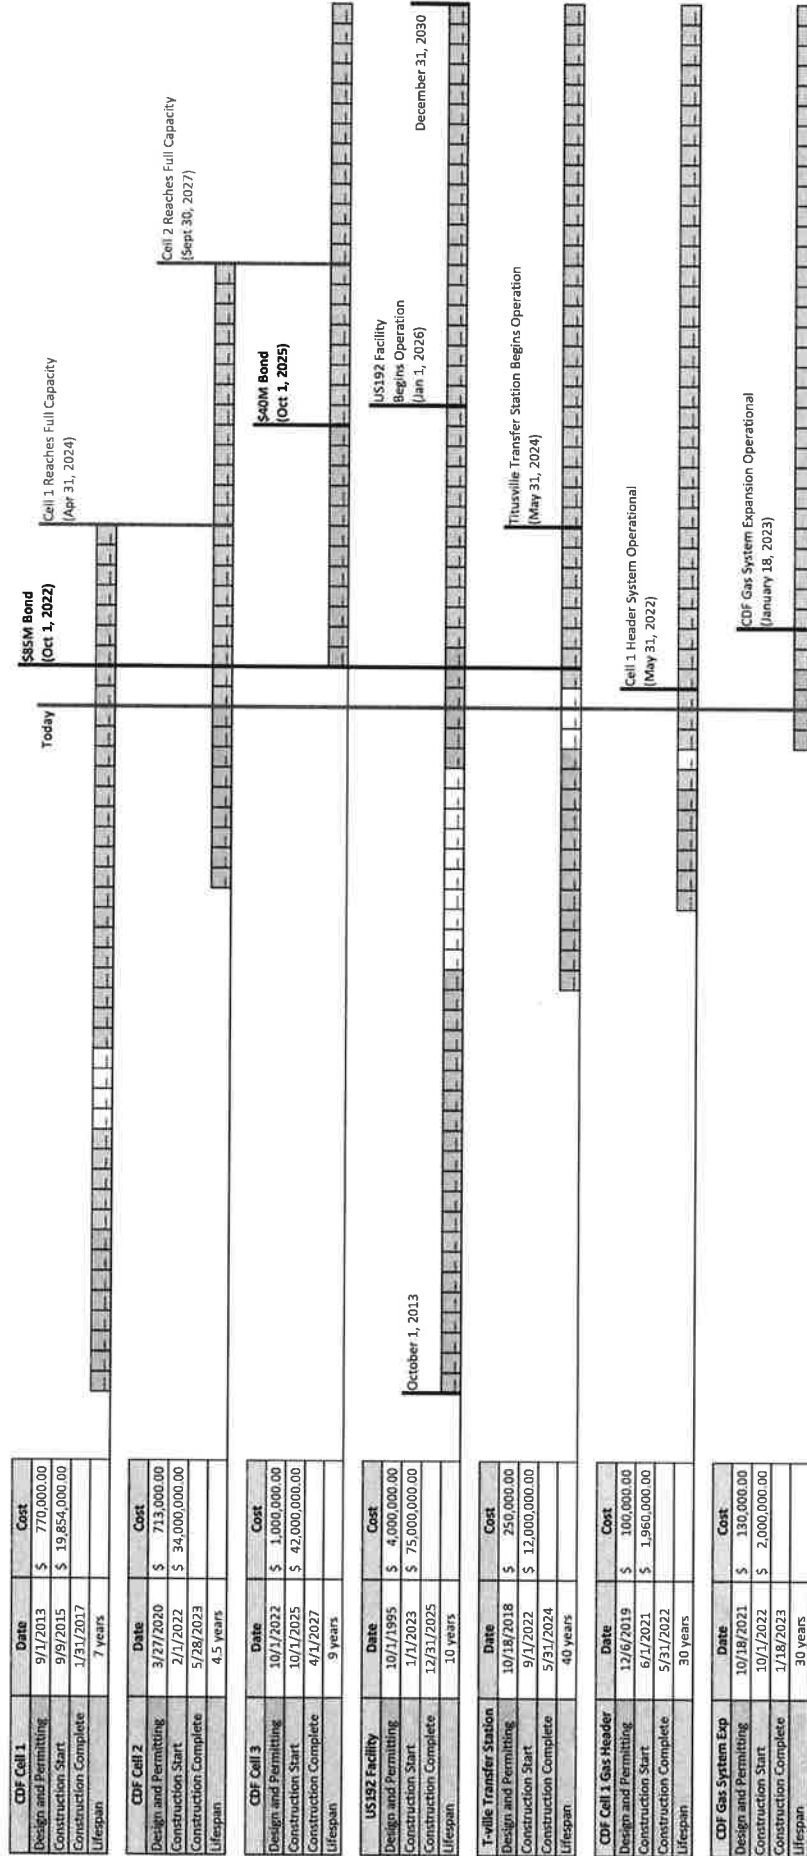 CDF Cell 1 Date Cost
Design and Permitting 9/1/2013 $ 770,000.00
Construction Start 9/9/2015 $ 19,854,000.00
Construction Complete 1/31/2017
Lifespan 7 years
$85M Bond
(Oct 1, 2022)
Today
Cell 1 Reaches Full Capacity
(Apr 31, 2024)
CDF Cell 2 Date Cost
Design and Permitting 3/27/2020 $ 713,000.00
Construction Start 2/1/2022 $ 34,000,000.00
Construction Complete 5/28/2023
Lifespan 4.5 years
Cell 2 Reaches Full Capacity
(Sept 30, 2027)
CDF Cell 3 Date Cost
Design and Permitting 10/1/2022 $ 1,000,000.00
Construction Start 10/1/2025 $ 42,000,000.00
Construction Complete 4/1/2027
Lifespan 9 years
$40M Bond
(Oct 1, 2025)
US192 Facility Date Cost
Design and Permitting 10/1/1995 $ 4,000,000.00
Construction Start 1/1/2023 $ 75,000,000.00
Construction Complete 12/31/2025
Lifespan 10 years
October 1, 2013
US192 Facility
Begins Operation
(Jan 1, 2026)
December 31, 2030
T-ville Transfer Station Date Cost
Design and Permitting 10/18/2018 $ 250,000.00
Construction Start 9/1/2022 $ 12,000,000.00
Construction Complete 5/31/2024
Lifespan 40 years
Titusville Transfer Station Begins Operation
(May 31, 2024)
CDF Cell 1 Gas Header Date Cost
Design and Permitting 12/6/2019 $ 100,000.00
Construction Start 6/1/2021 $ 1,960,000.00
Construction Complete 5/31/2022
Lifespan 30 years
Cell 1 Header System Operational
(May 31, 2022)
CDF Gas System Exp Date Cost
Design and Permitting 10/18/2021 $ 130,000.00
Construction Start 10/1/2022 $ 2,000,000.00
Construction Complete 1/18/2023
Lifespan 30 years
CDF Gas System Expansion Operational
(January 18, 2023)